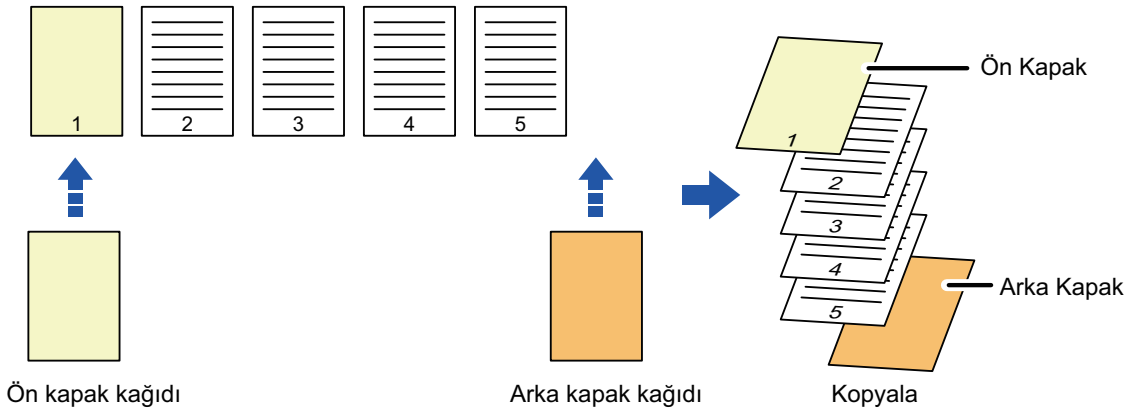 1 2 3 4 5
Ön kapak kağıdı
Arka kapak kağıdı
Ön Kapak
1
2
3
4
5
Arka Kapak
Kopyala